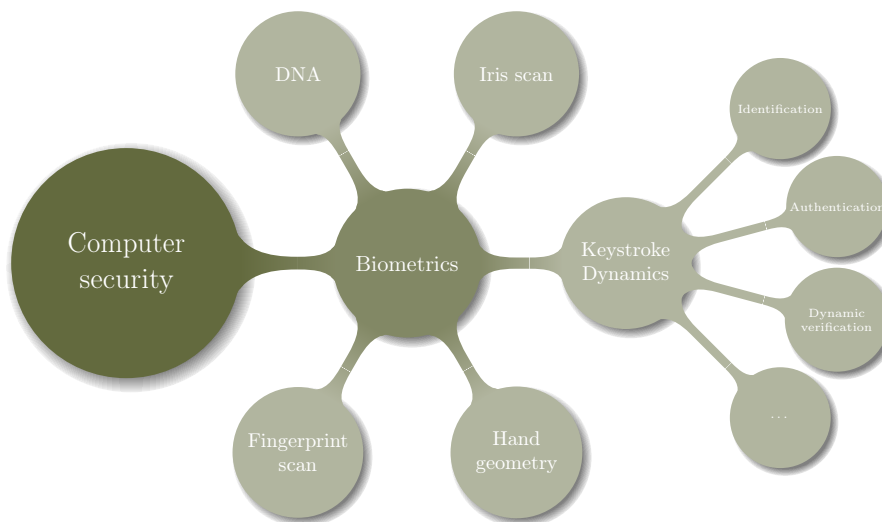 DNA
Iris scan
Identification
Authentication
Computer
security
Biometrics
Keystroke
Dynamics
Dynamic
verification
Fingerprint
scan
Hand
geometry
...